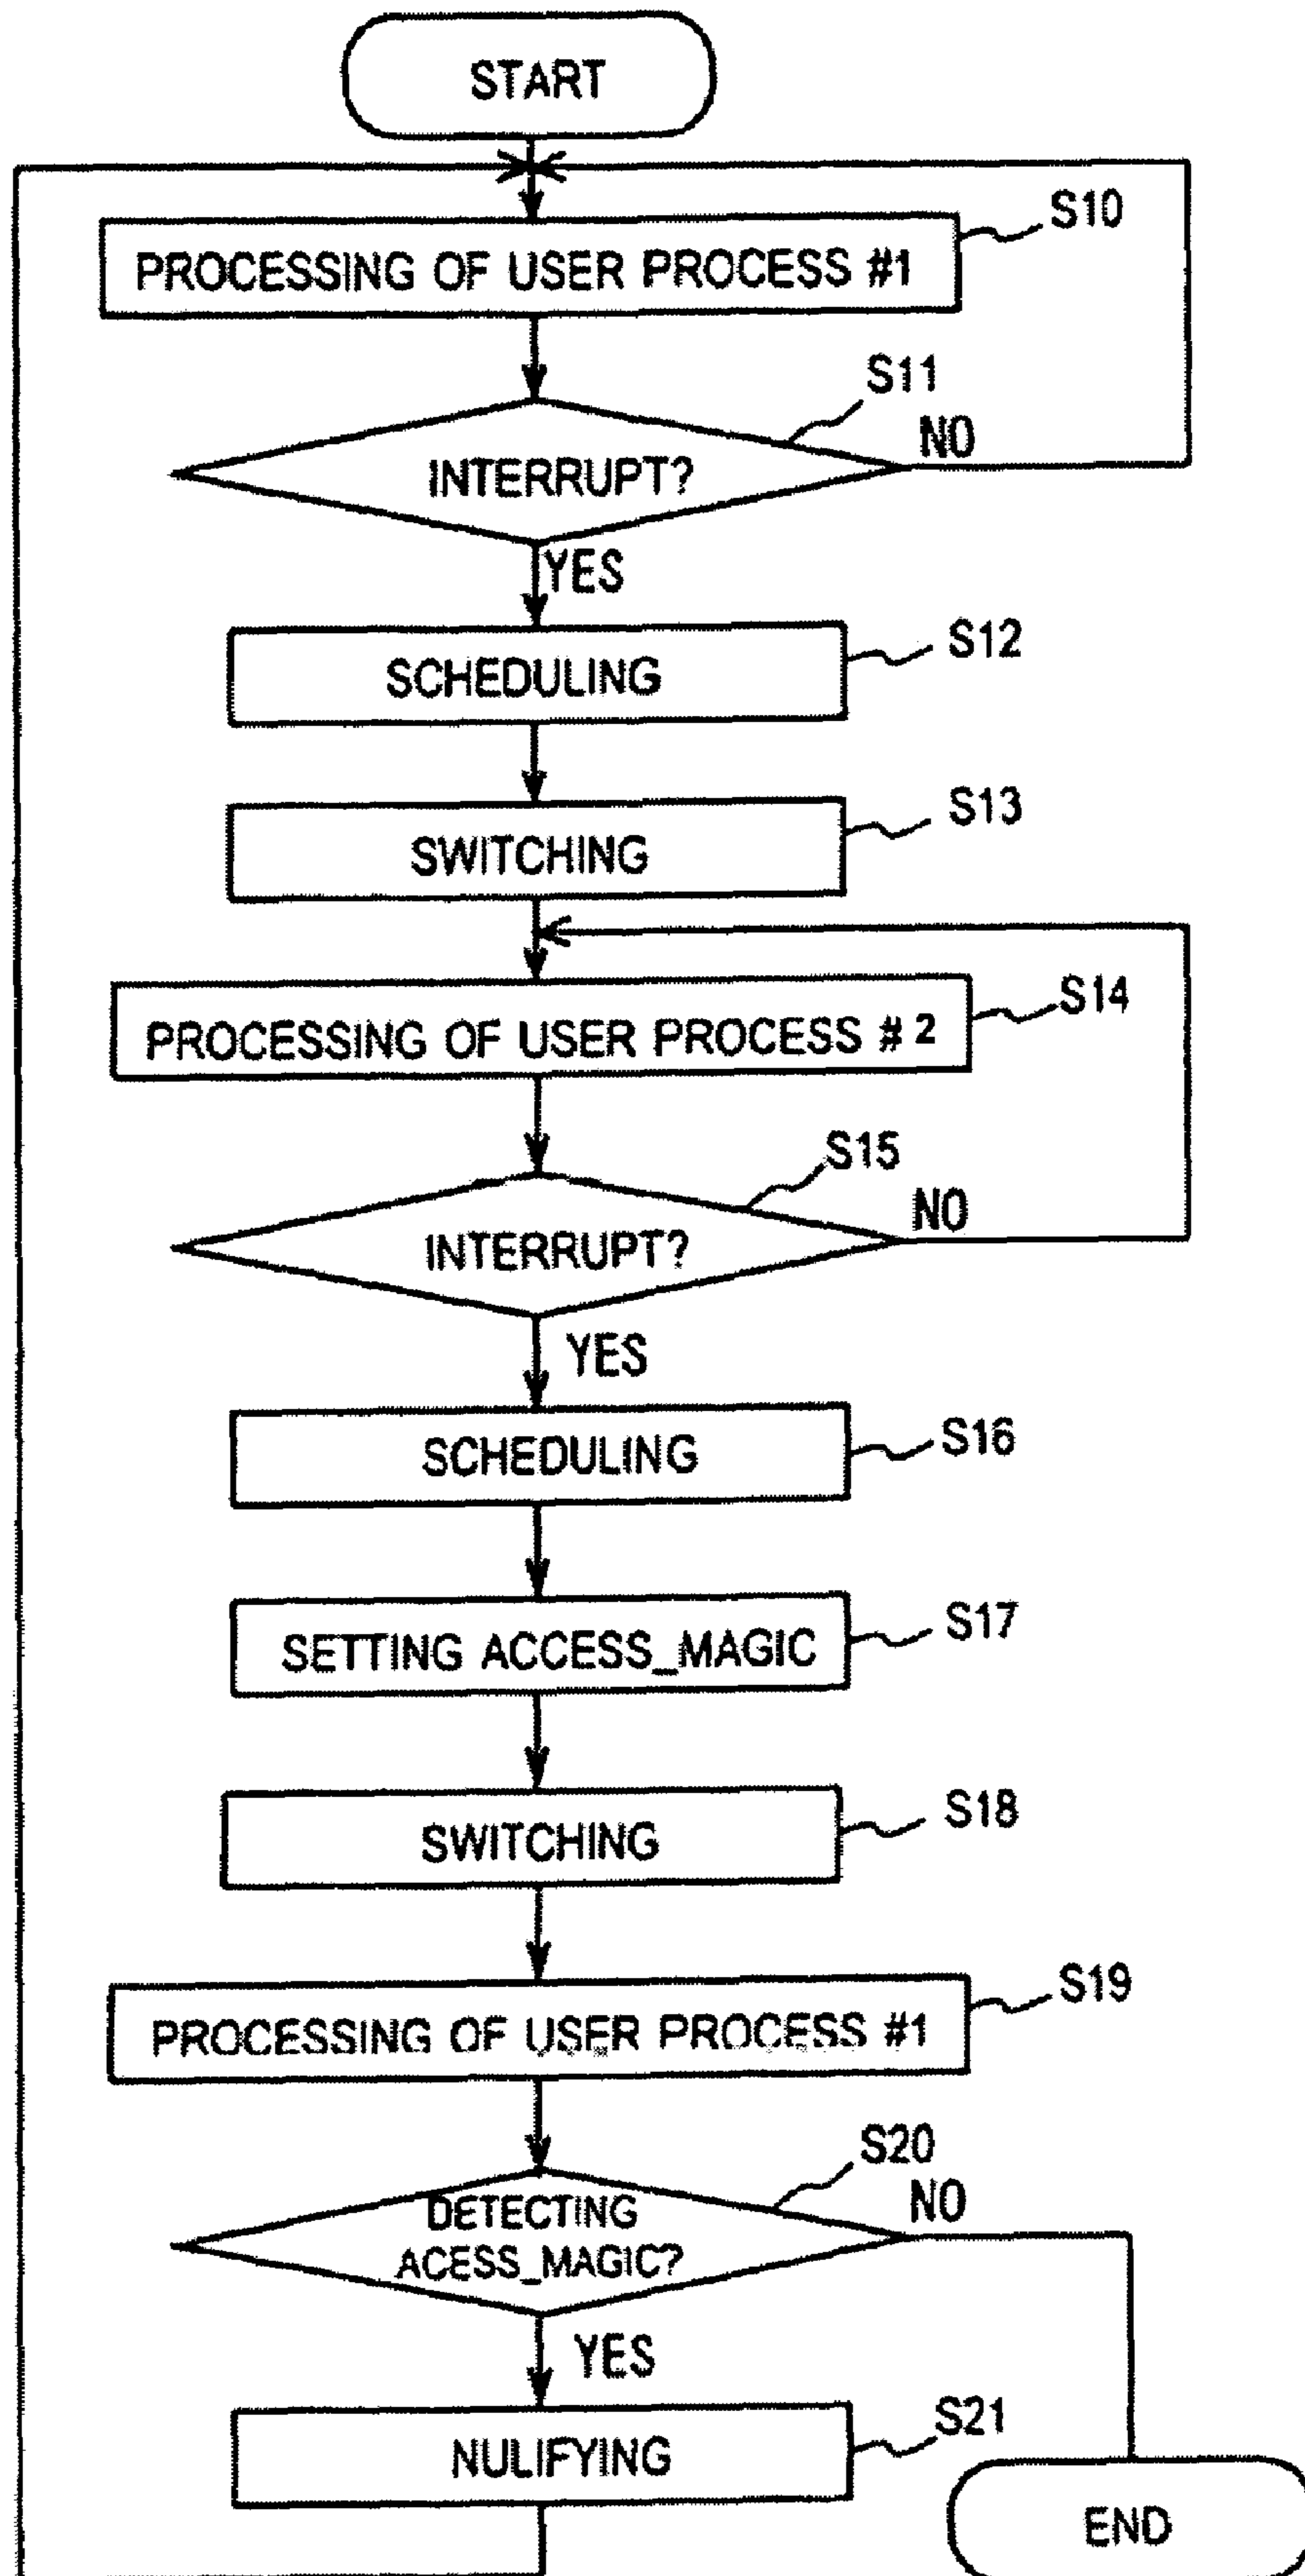 START
S10
PROCESSING OF USER PROCESS #1
S11
NO
INTERRUPT?
YES
S12
SCHEDULING
S13
SWITCHING
S14
PROCESSING OF USER PROCESS # 2
S15
NO
INTERRUPT?
YES
S16
SCHEDULING
S17
SETTING ACCESS_MAGIC
S18
SWITCHING
S19
PROCESSING OF USER PROCESS #1
S20
NO
DETECTING
ACESS_MAGIC?
YES
S21
NULIFYING
END